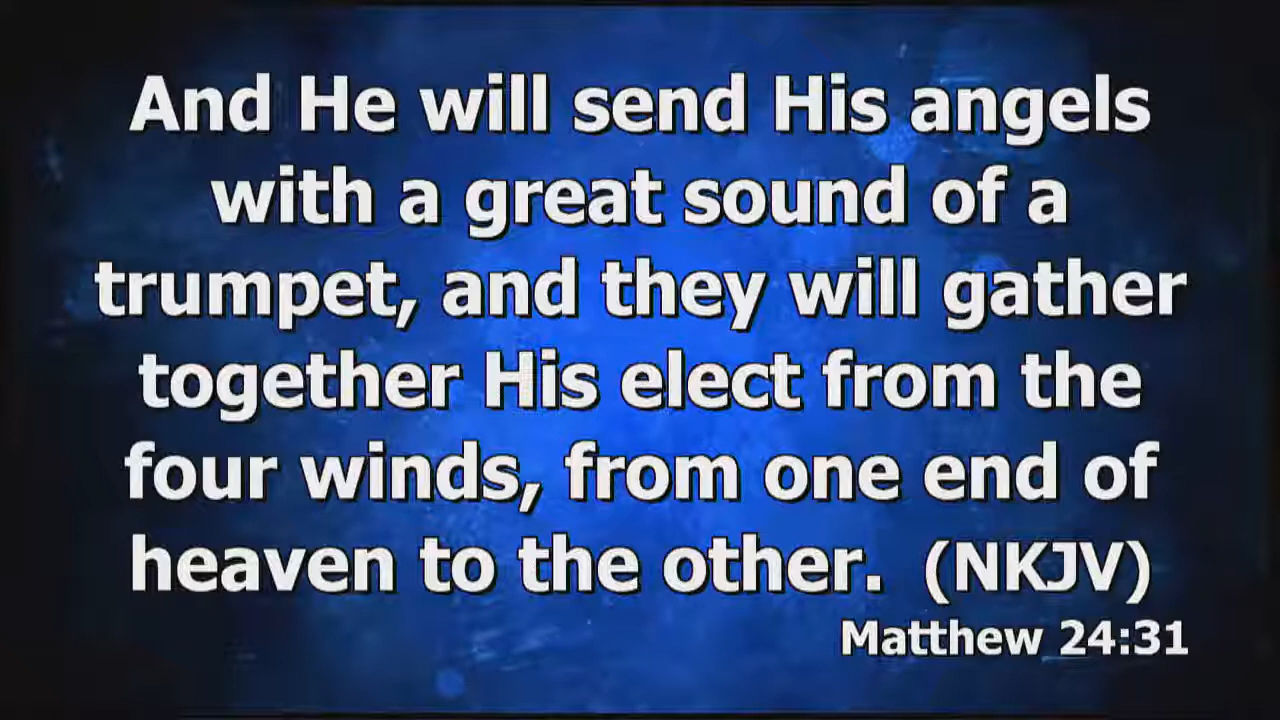 And He will send His angels
with a great sound of a
trumpet, and they will gather
together His elect from the
four winds, from one end of
heaven to the other.  (NKJV)
Matthew 24:31